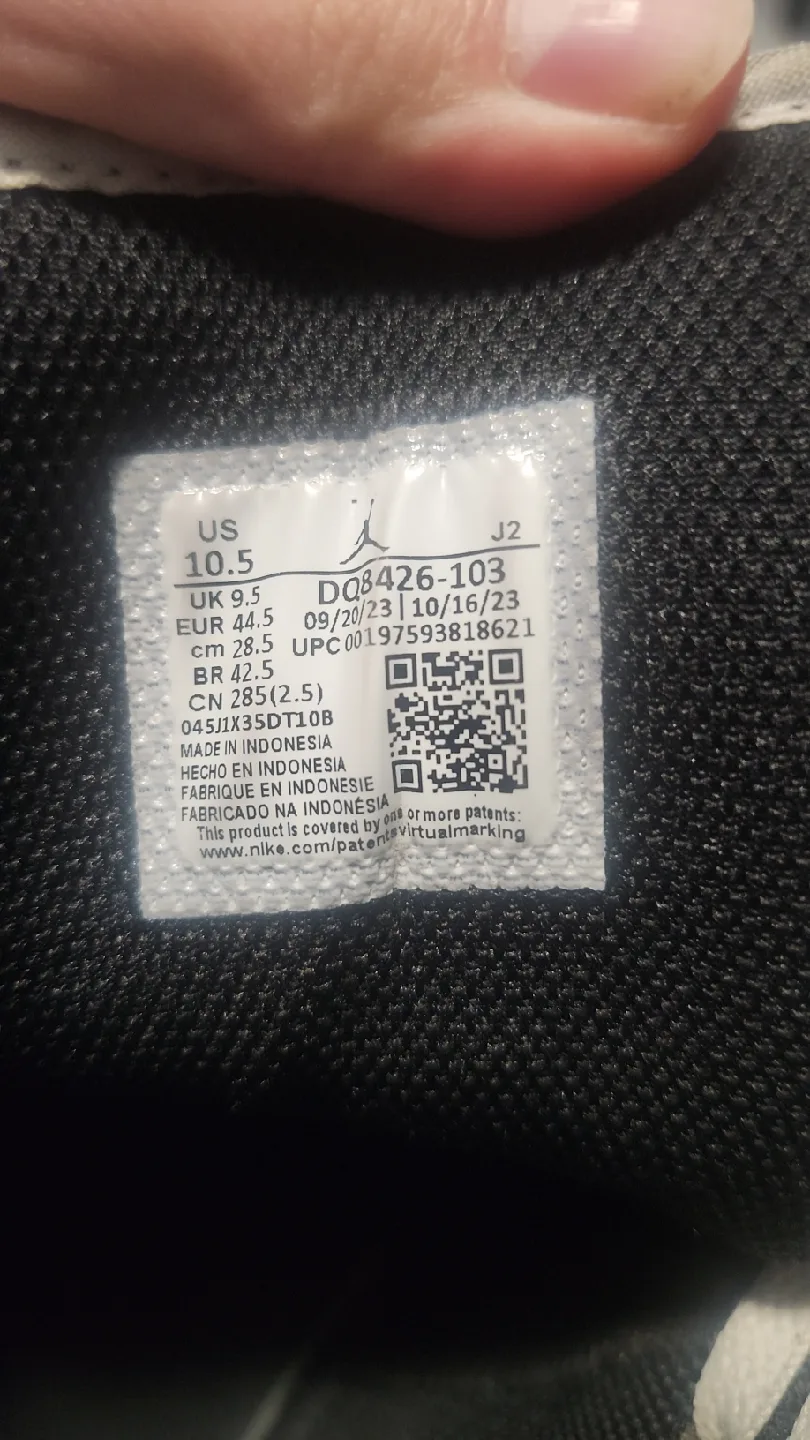 US
10.5
J2
UK 9.5
EUR 44.5
cm 28.5
BR 42.5
CN 285(2.5)
DQ8426-103
09/20/23 | 10/16/23
UPC 00197593818621
045J1X35DT10B
MADE IN INDONESIA
HECHO EN INDONESIA
FABRIQUE EN INDONESIE
FABRICADO NA INDONÉSIA
This product is covered by one or more patents:
www.nike.com/patentsvirtualmarking